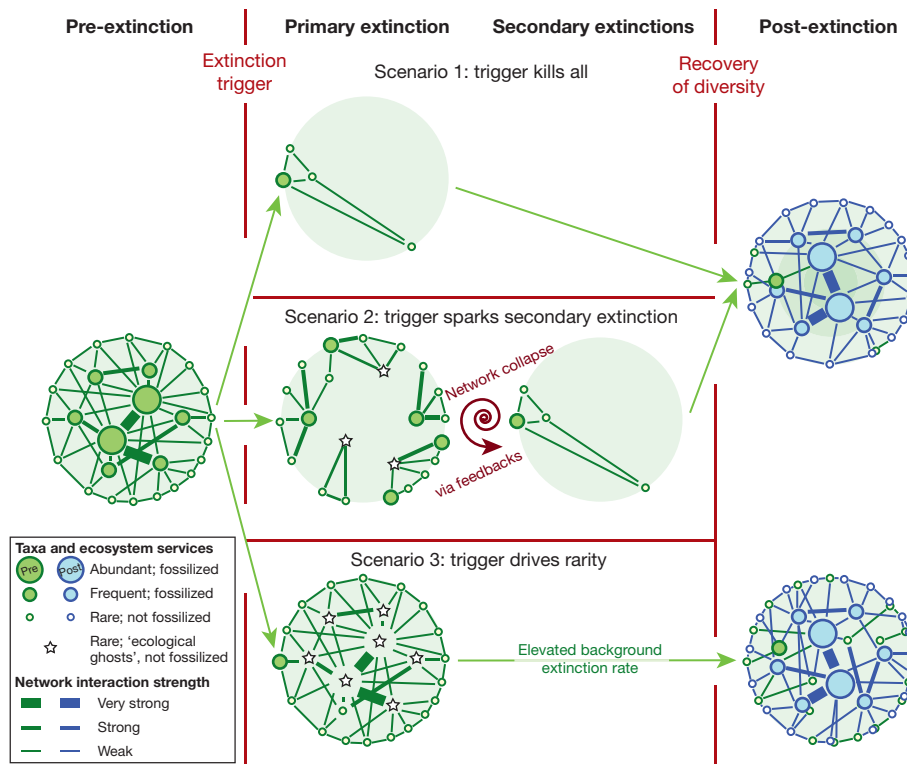 Pre-extinction
Primary extinction
Secondary extinctions
Post-extinction
Extinction
trigger
Scenario 1: trigger kills all
Recovery
of diversity
Scenario 2: trigger sparks secondary extinction
Network collapse
via feedbacks
Scenario 3: trigger drives rarity
Elevated background
extinction rate
Taxa and ecosystem services
Pre
Post
Abundant; fossilized
Frequent; fossilized
Rare; not fossilized
Rare; ‘ecological
ghosts’, not fossilized
Network interaction strength
Very strong
Strong
Weak